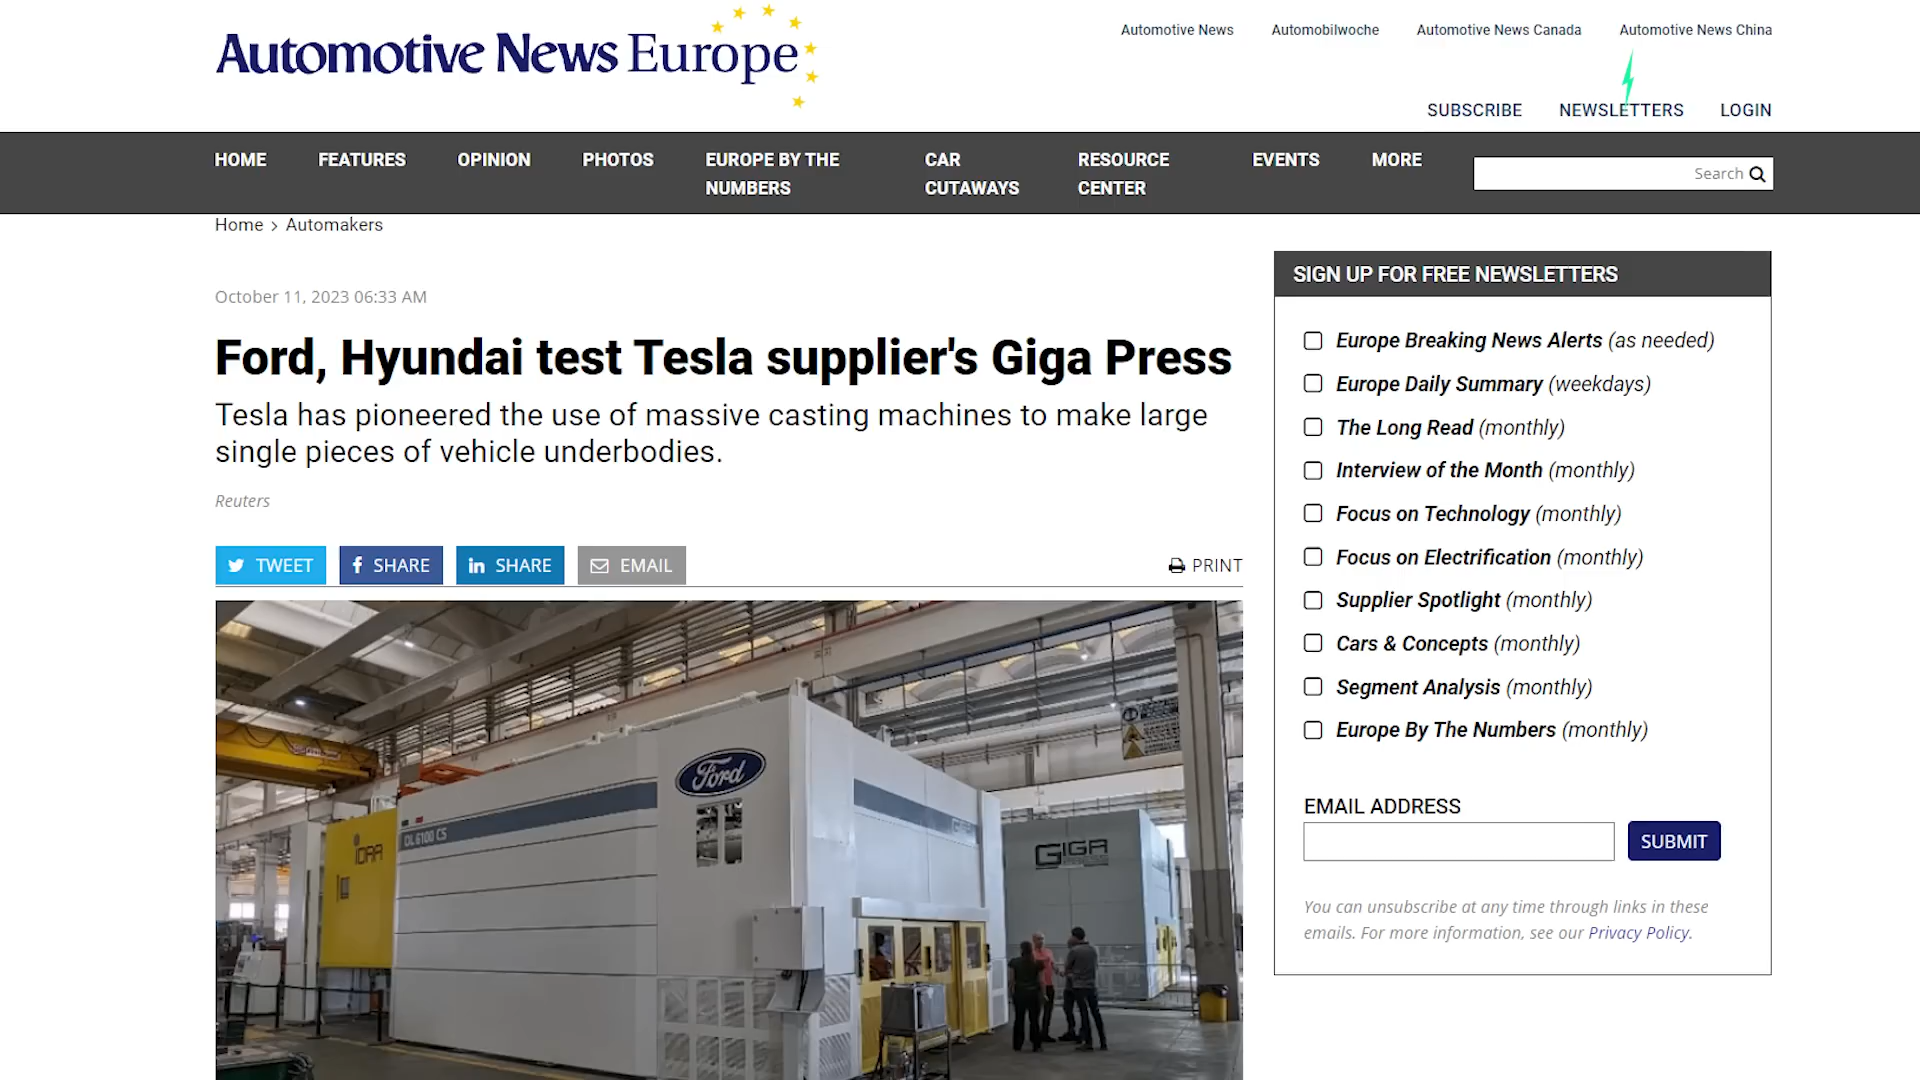 Automotive News Europe
Automotive News
Automobilwoche
Automotive News Canada
Automotive News China
SUBSCRIBE
NEWSLETTERS
LOGIN
HOME
FEATURES
OPINION
PHOTOS
EUROPE BY THE
NUMBERS
CAR
CUTAWAYS
RESOURCE
CENTER
EVENTS
MORE
Search
Home > Automakers
October 11, 2023 06:33 AM
Ford, Hyundai test Tesla supplier's Giga Press
Tesla has pioneered the use of massive casting machines to make large
single pieces of vehicle underbodies.
Reuters
TWEET
SHARE
SHARE
EMAIL
PRINT
Ford
IDRA
OL 6100 CS
GIGA
SIGN UP FOR FREE NEWSLETTERS
Europe Breaking News Alerts (as needed)
Europe Daily Summary (weekdays)
The Long Read (monthly)
Interview of the Month (monthly)
Focus on Technology (monthly)
Focus on Electrification (monthly)
Supplier Spotlight (monthly)
Cars & Concepts (monthly)
Segment Analysis (monthly)
Europe By The Numbers (monthly)
EMAIL ADDRESS
SUBMIT
You can unsubscribe at any time through links in these
emails. For more information, see our Privacy Policy.